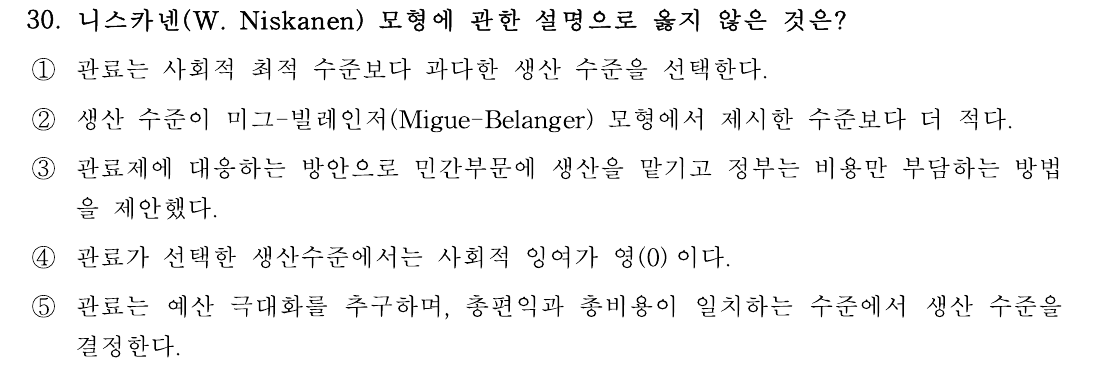 30. 니스카넨(W. Niskanen) 모형에 관한 설명으로 옳지 않은 것은?
① 관료는 사회적 최적 수준보다 과다한 생산 수준을 선택한다.
② 생산 수준이 미그-빌레인저(Migue-Belanger) 모형에서 제시한 수준보다 더 적다.
③ 관료제에 대응하는 방안으로 민간부문에 생산을 맡기고 정부는 비용만 부담하는 방법
을 제안했다.
④ 관료가 선택한 생산수준에서는 사회적 잉여가 영(0) 이다.
⑤ 관료는 예산 극대화를 추구하며, 총편익과 총비용이 일치하는 수준에서 생산 수준을
결정한다.